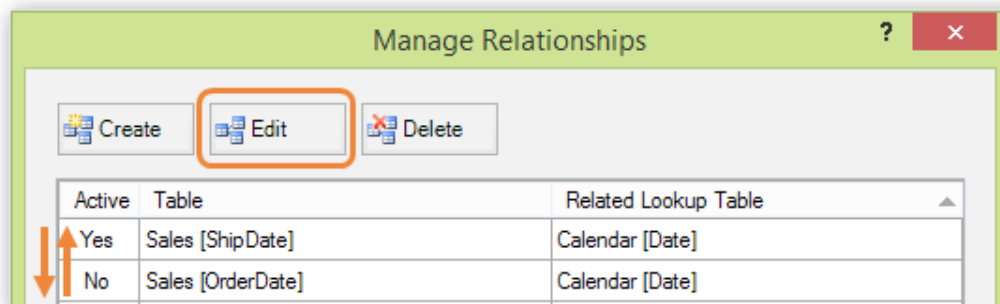 Manage Relationships ? ×
Create Edit Delete
Active Table Related Lookup Table
Yes Sales [ShipDate] Calendar [Date]
No Sales [OrderDate] Calendar [Date]